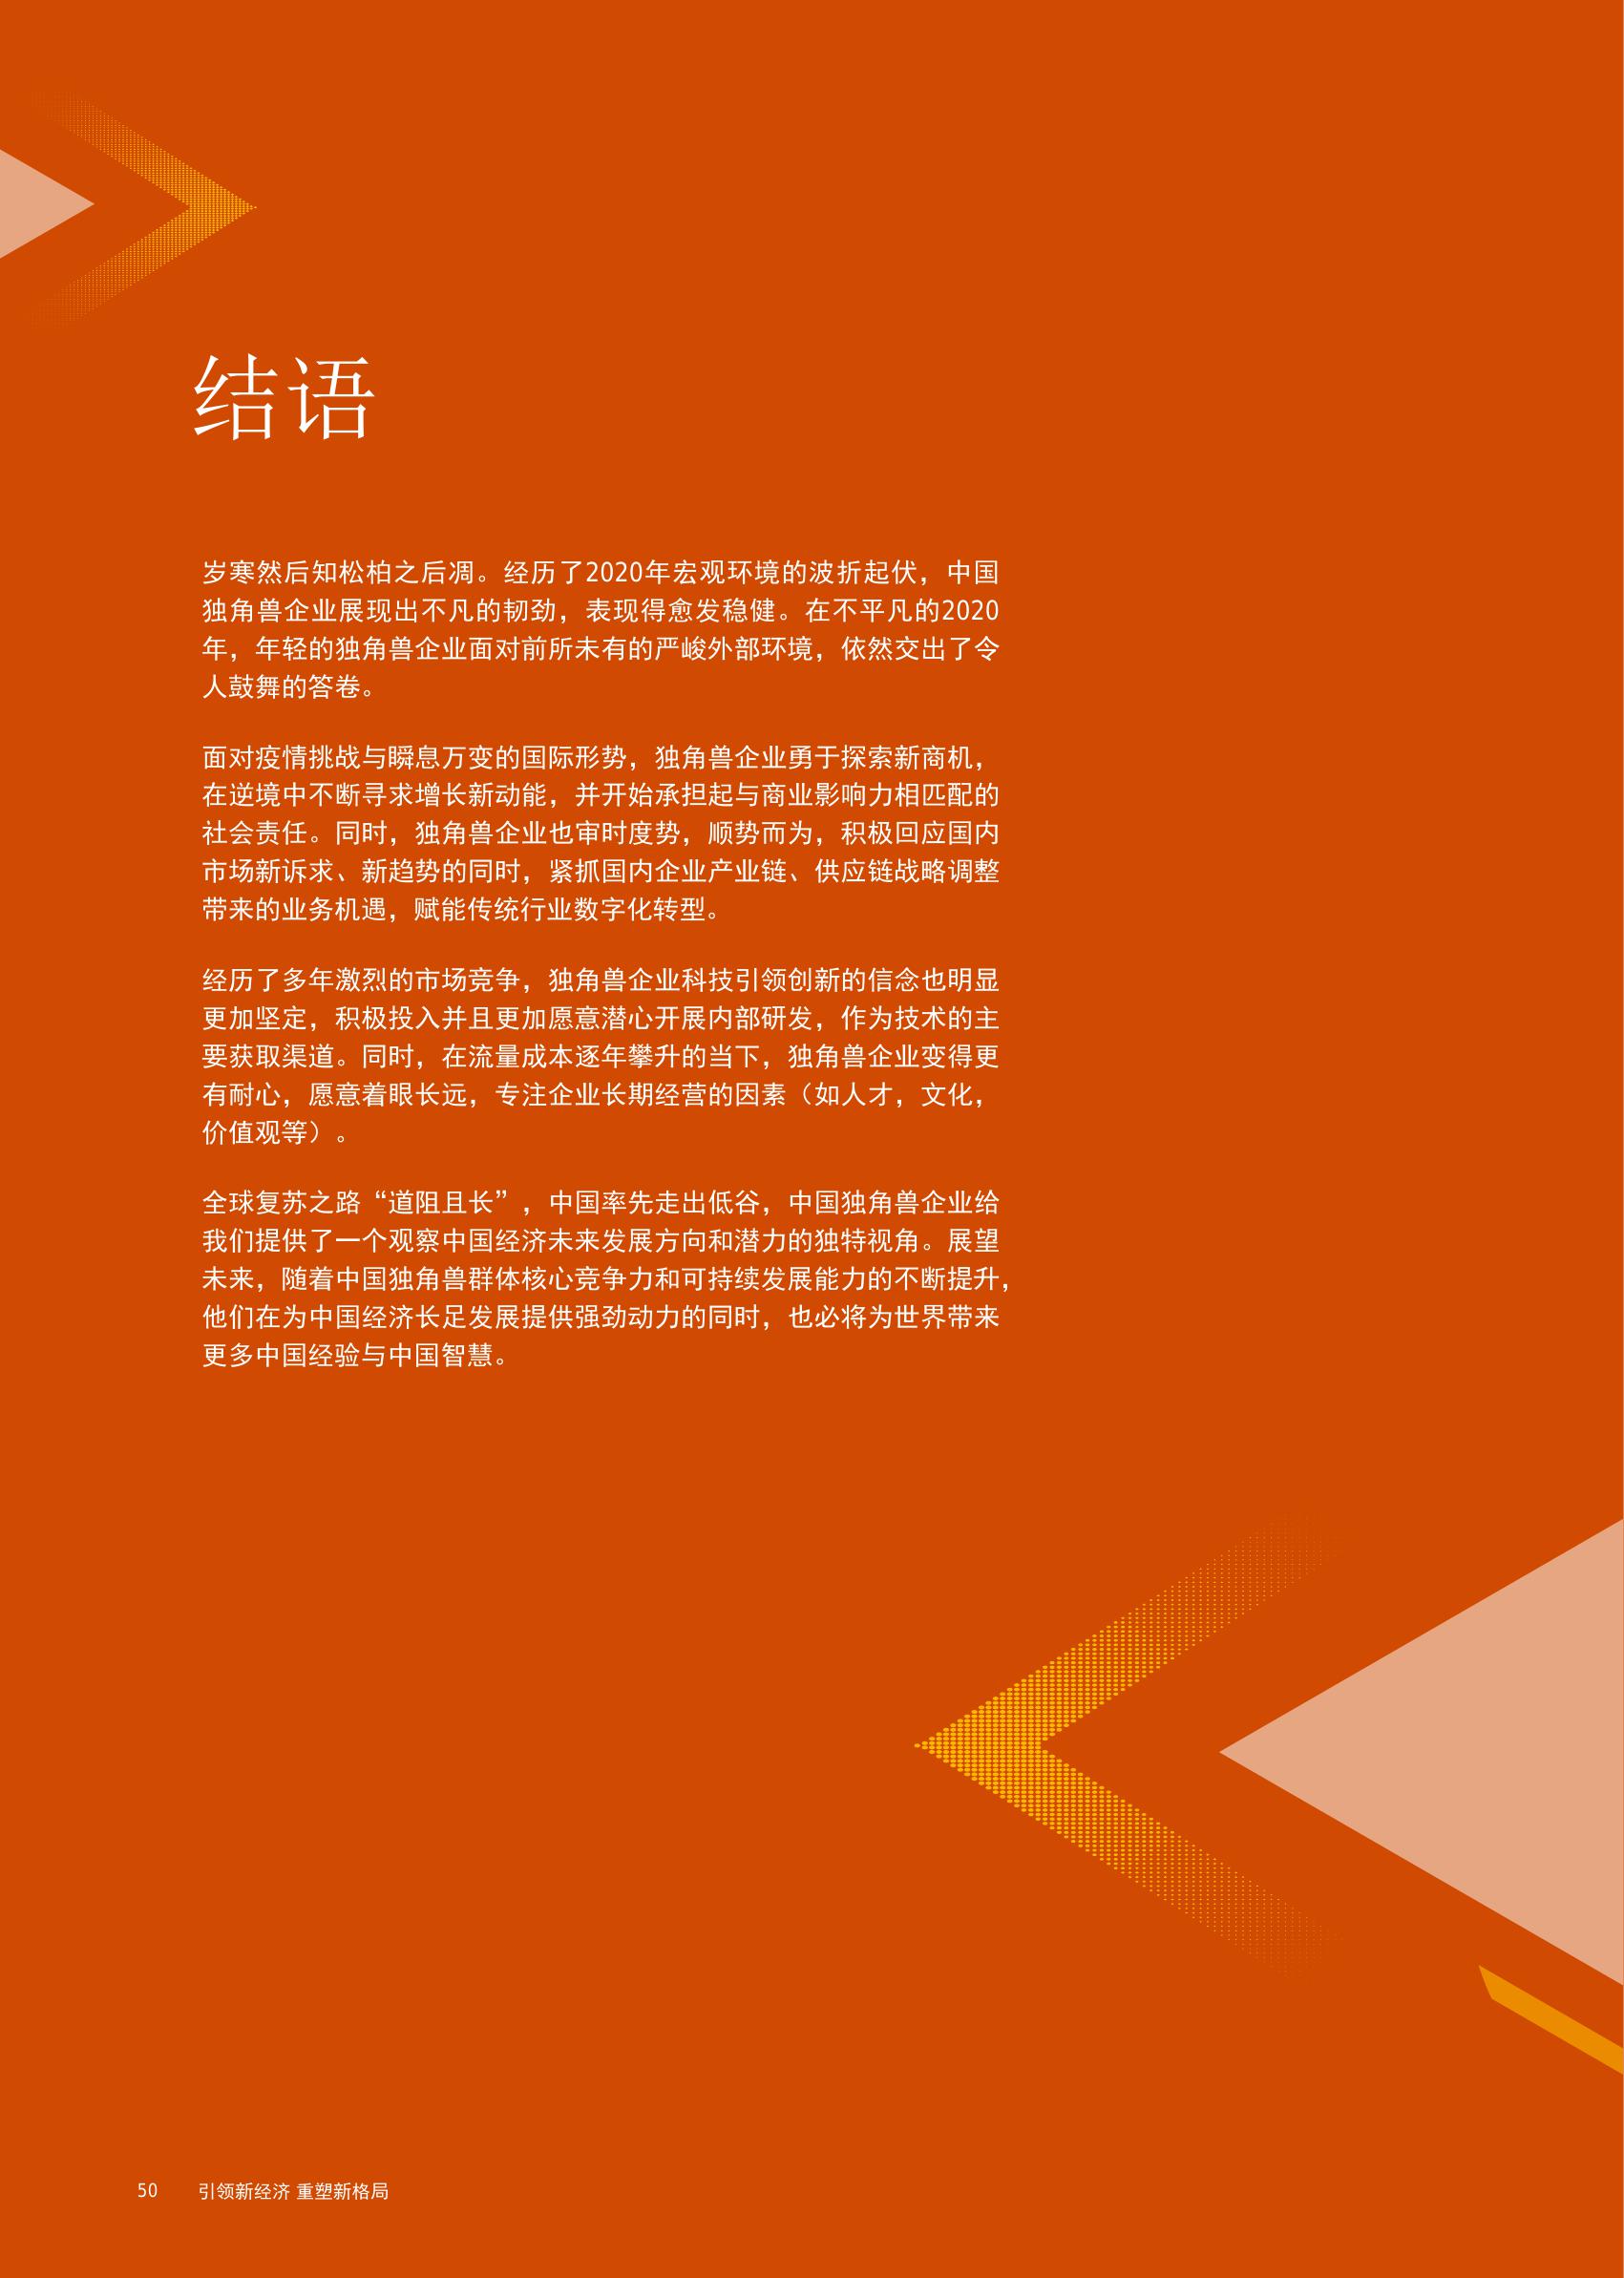 结语
岁寒然后知松柏之后凋。经历了2020年宏观环境的波折起伏，中国
独角兽企业展现出不凡的韧劲，表现得愈发稳健。在不平凡的2020
年，年轻的独角兽企业面对前所未有的严峻外部环境，依然交出了令
人鼓舞的答卷。
面对疫情挑战与瞬息万变的国际形势，独角兽企业勇于探索新商机，
在逆境中不断寻求增长新动能，并开始承担起与商业影响力相匹配的
社会责任。同时，独角兽企业也审时度势，顺势而为，积极回应国内
市场新诉求、新趋势的同时，紧抓国内企业产业链、供应链战略调整
带来的业务机遇，赋能传统行业数字化转型。
经历了多年激烈的市场竞争，独角兽企业科技引领创新的信念也明显
更加坚定，积极投入并且更加愿意潜心开展内部研发，作为技术的主
要获取渠道。同时，在流量成本逐年攀升的当下，独角兽企业变得更
有耐心，愿意着眼长远，专注企业长期经营的因素（如人才，文化，
价值观等）。
全球复苏之路“道阻且长”，中国率先走出低谷，中国独角兽企业给
我们提供了一个观察中国经济未来发展方向和潜力的独特视角。展望
未来，随着中国独角兽群体核心竞争力和可持续发展能力的不断提升，
他们在为中国经济长足发展提供强劲动力的同时，也必将为世界带来
更多中国经验与中国智慧。
50 引领新经济 重塑新格局